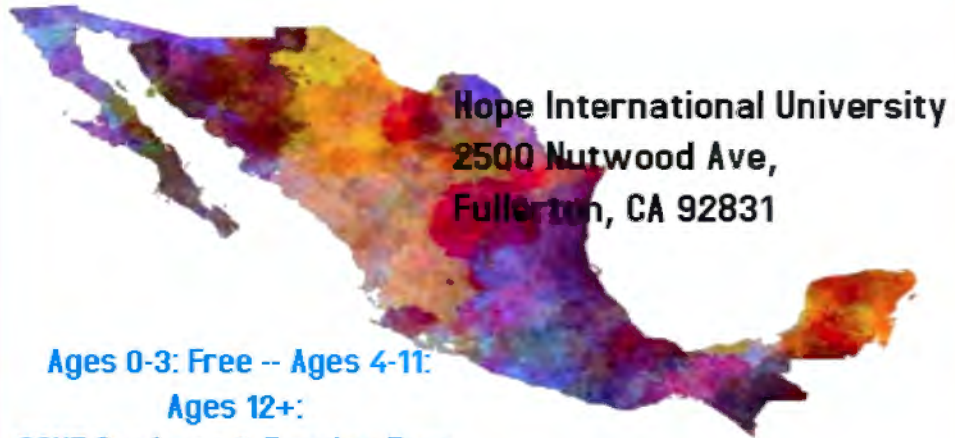 Hope International University
2500 Nutwood Ave,
Fullerton, CA 92831
Ages 0-3: Free -- Ages 4-11:
Ages 12+: